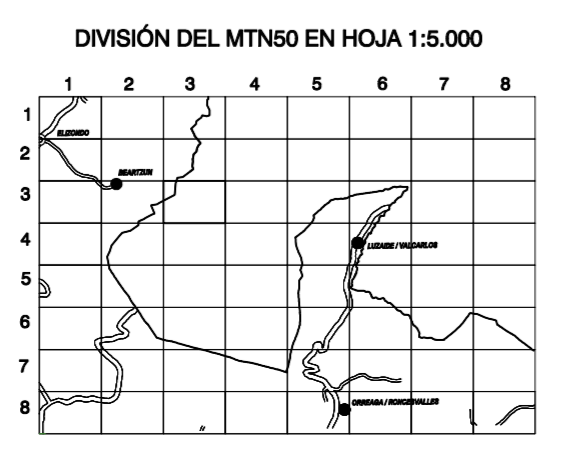 DIVISIÓN DEL MTN50 EN HOJA 1:5.000
1 2 3 4 5 6 7 8
1
ELIZONDO
2
BEARTZUN
3
4
LUZAIDE / VALCARLOS
5
6
7
8
ORREAGA / RONCESVALLES